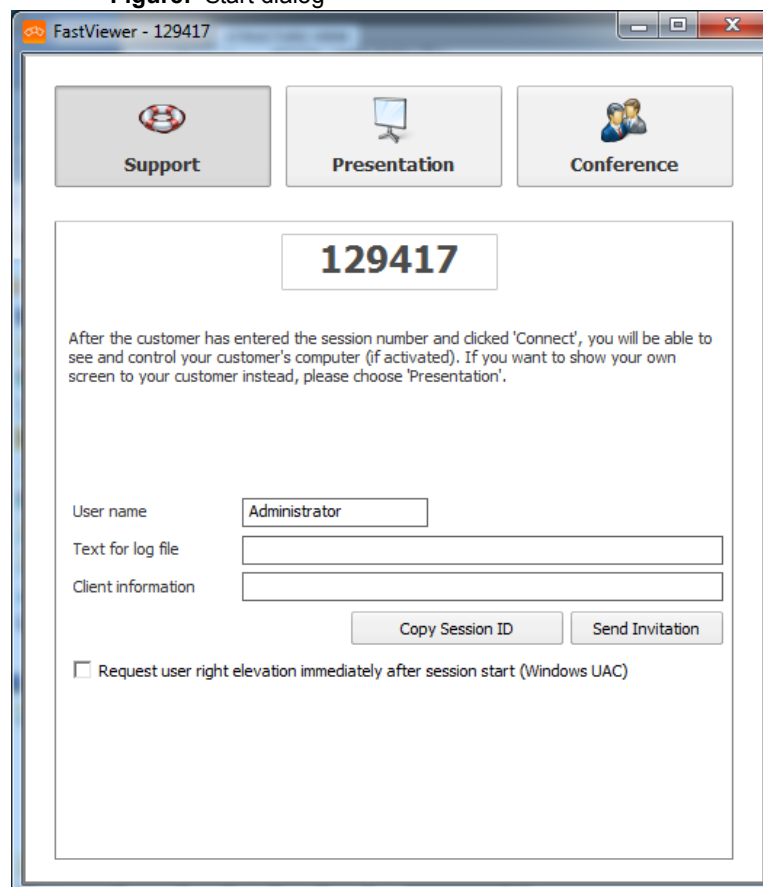 Figure: Start dialog
FastViewer - 129417
Support
Presentation
Conference
129417
After the customer has entered the session number and clicked 'Connect', you will be able to
see and control your customer's computer (if activated). If you want to show your own
screen to your customer instead, please choose 'Presentation'.
User name Administrator
Text for log file
Client information
Copy Session ID Send Invitation
Request user right elevation immediately after session start (Windows UAC)